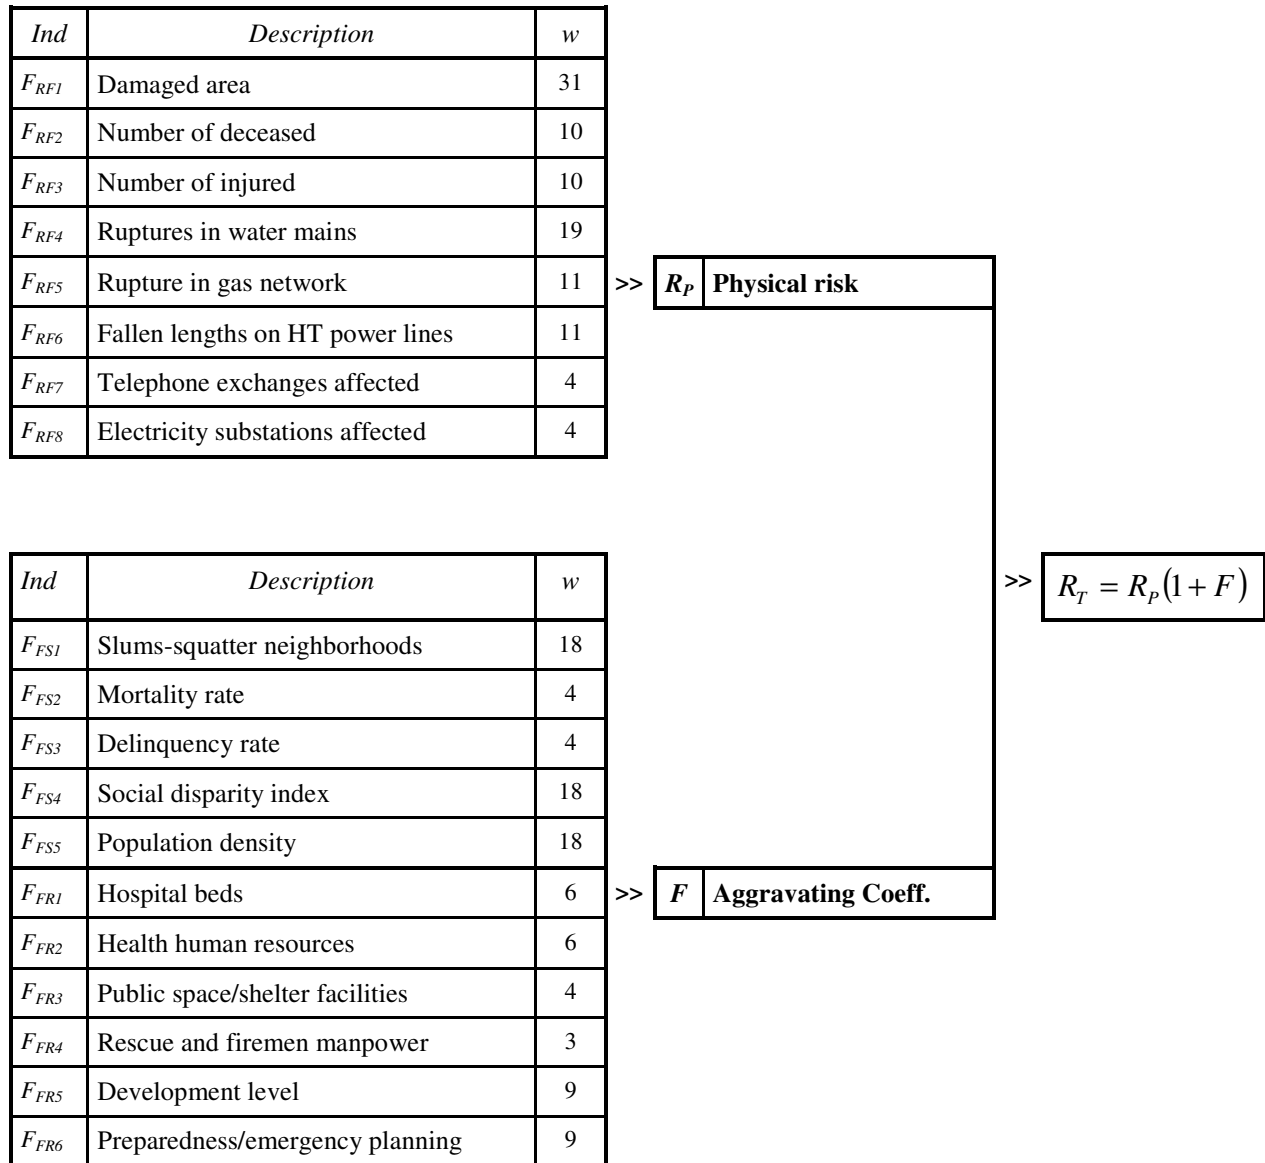 Ind Description w
F_RF1 Damaged area 31
F_RF2 Number of deceased 10
F_RF3 Number of injured 10
F_RF4 Ruptures in water mains 19
F_RF5 Rupture in gas network 11 >> R_P Physical risk
F_RF6 Fallen lengths on HT power lines 11
F_RF7 Telephone exchanges affected 4
F_RF8 Electricity substations affected 4
Ind Description w
>> R_T = R_P(1 + F)
F_FS1 Slums-squatter neighborhoods 18
F_FS2 Mortality rate 4
F_FS3 Delinquency rate 4
F_FS4 Social disparity index 18
F_FS5 Population density 18
F_FR1 Hospital beds 6 >> F Aggravating Coeff.
F_FR2 Health human resources 6
F_FR3 Public space/shelter facilities 4
F_FR4 Rescue and firemen manpower 3
F_FR5 Development level 9
F_FR6 Preparedness/emergency planning 9